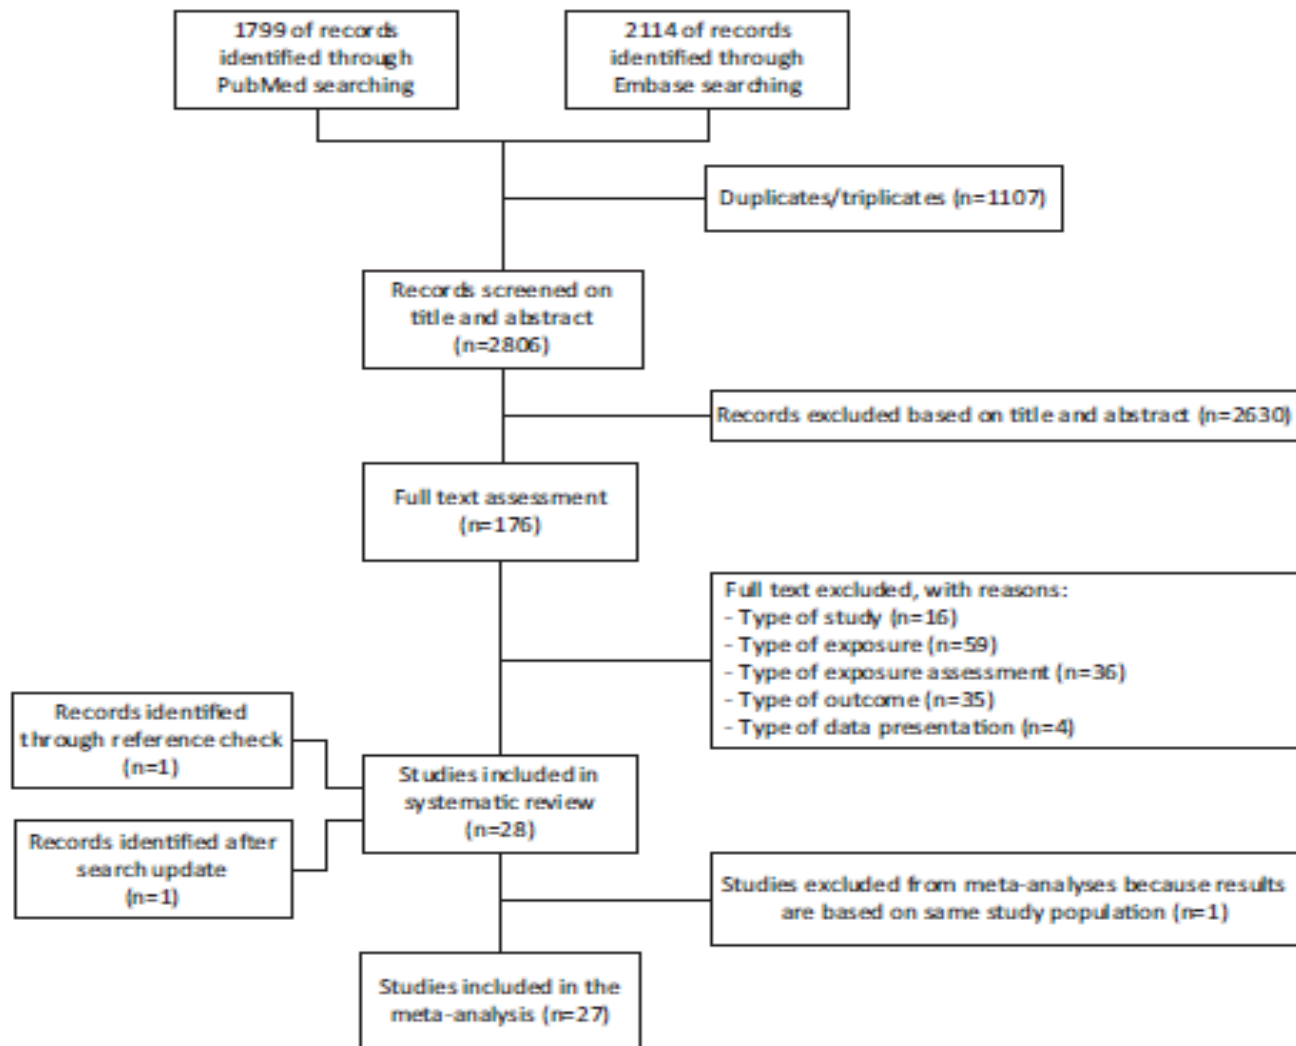 1799 of records
identified through
PubMed searching
2114 of records
identified through
Embase searching
Duplicates/triplicates (n=1107)
Records screened on
title and abstract
(n=2806)
Records excluded based on title and abstract (n=2630)
Full text assessment
(n=176)
Full text excluded, with reasons:
- Type of study (n=16)
- Type of exposure (n=59)
- Type of exposure assessment (n=36)
- Type of outcome (n=35)
- Type of data presentation (n=4)
Records identified
through reference check
(n=1)
Studies included in
systematic review
(n=28)
Records identified after
search update
(n=1)
Studies excluded from meta-analyses because results
are based on same study population (n=1)
Studies included in the
meta-analysis (n=27)